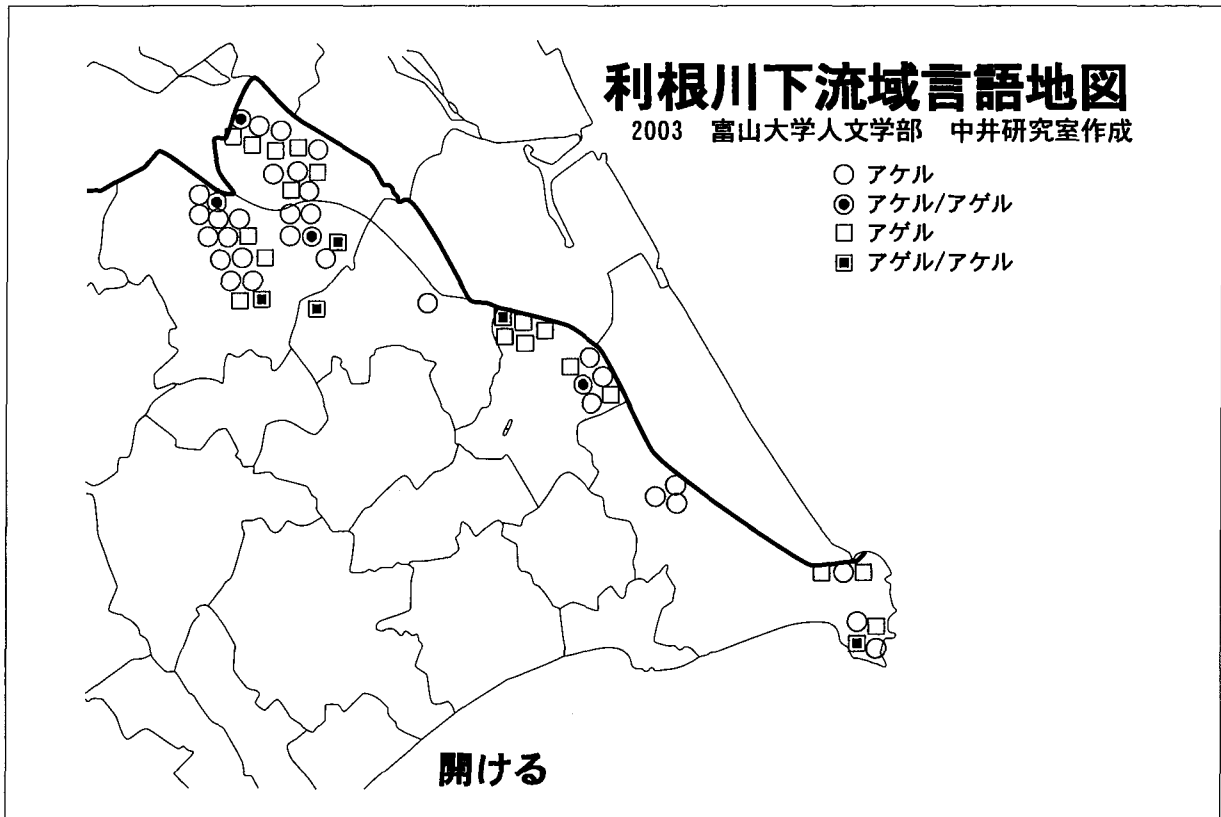 利根川下流域言語地図
2003 富山大学人文学部 中井研究室作成
アケル
アケル/アゲル
アゲル
アゲル/アケル
開ける